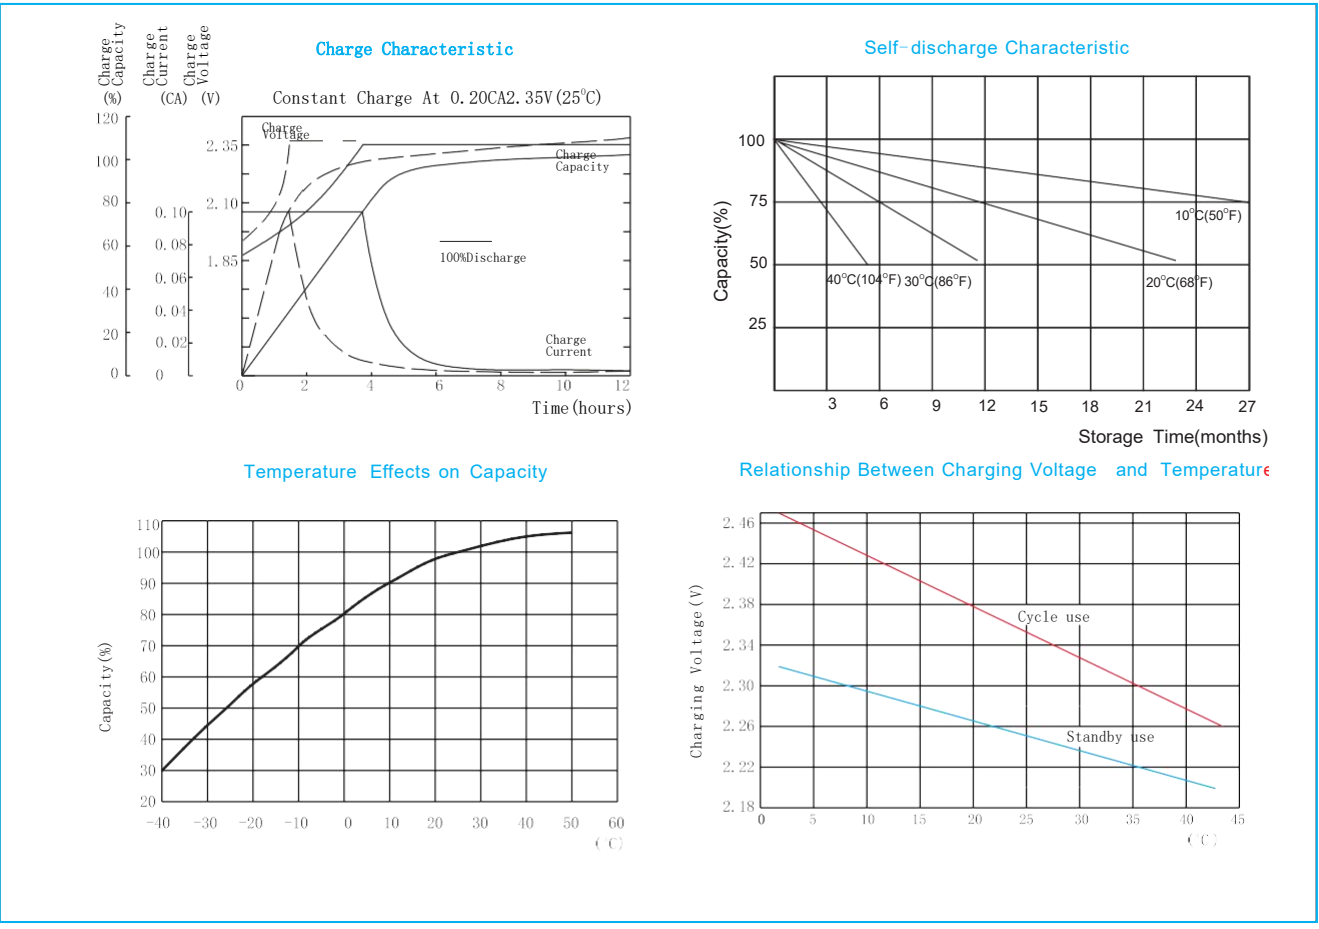 Charge Characteristic
Charge
Capacity
Charge
Current
Charge
Voltage
(%)
(CA)
(V)
Constant Charge At 0.20CA2.35V(25°C)
120
100
80
60
40
20
0
0.10
0.08
0.06
0.04
0.02
0
2.35
2.10
1.85
Charge
Voltage
Charge
Capacity
100%Discharge
Charge
Current
0 2 4 6 8 10 12
Time(hours)
Self-discharge Characteristic
Capacity(%)
100
75
50
25
10°C(50°F)
40°C(104°F) 30°C(86°F)
20°C(68°F)
3 6 9 12 15 18 21 24 27
Storage Time(months)
Temperature Effects on Capacity
Capacity(%)
110
100
90
80
70
60
50
40
30
20
-40 -30 -20 -10 0 10 20 30 40 50 60
(°C)
Relationship Between Charging Voltage and Temperature
Charging Voltage(V)
2.46
2.42
2.38
2.34
2.30
2.26
2.22
2.18
Cycle use
Standby use
0 5 10 15 20 25 30 35 40 45
(°C)